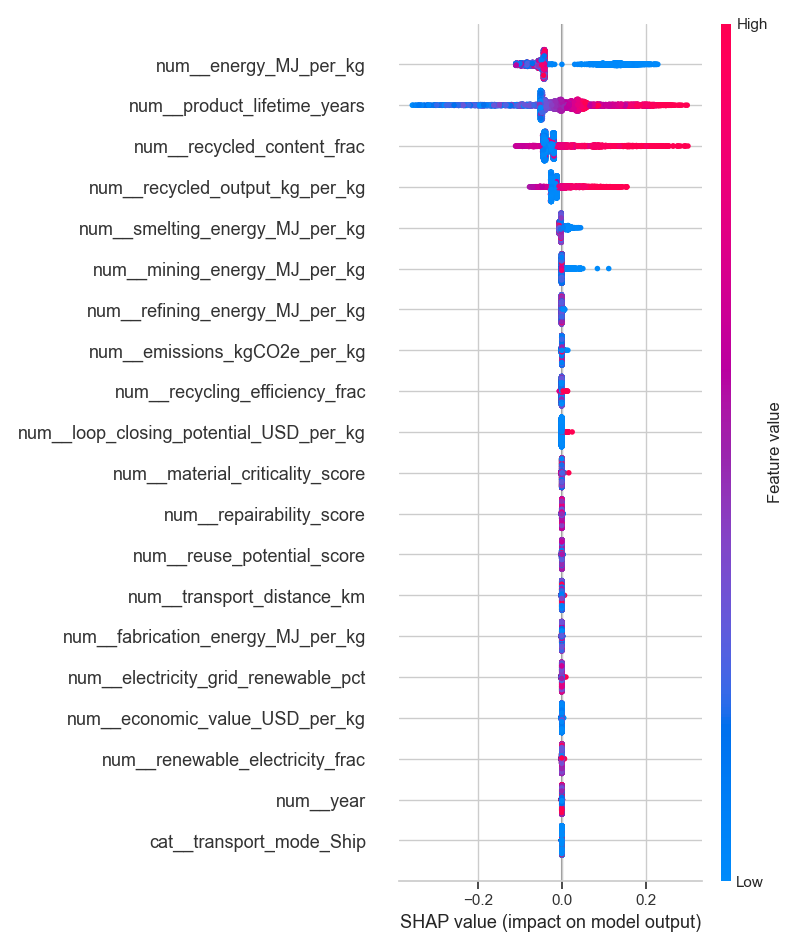 High
num__energy_MJ_per_kg
num__product_lifetime_years
num__recycled_content_frac
num__recycled_output_kg_per_kg
num__smelting_energy_MJ_per_kg
num__mining_energy_MJ_per_kg
num__refining_energy_MJ_per_kg
num__emissions_kgCO2e_per_kg
num__recycling_efficiency_frac
num__loop_closing_potential_USD_per_kg
num__material_criticality_score
num__repairability_score
num__reuse_potential_score
num__transport_distance_km
num__fabrication_energy_MJ_per_kg
num__electricity_grid_renewable_pct
num__economic_value_USD_per_kg
num__renewable_electricity_frac
num__year
cat__transport_mode_Ship
Feature value
Low
−0.2 0.0 0.2
SHAP value (impact on model output)